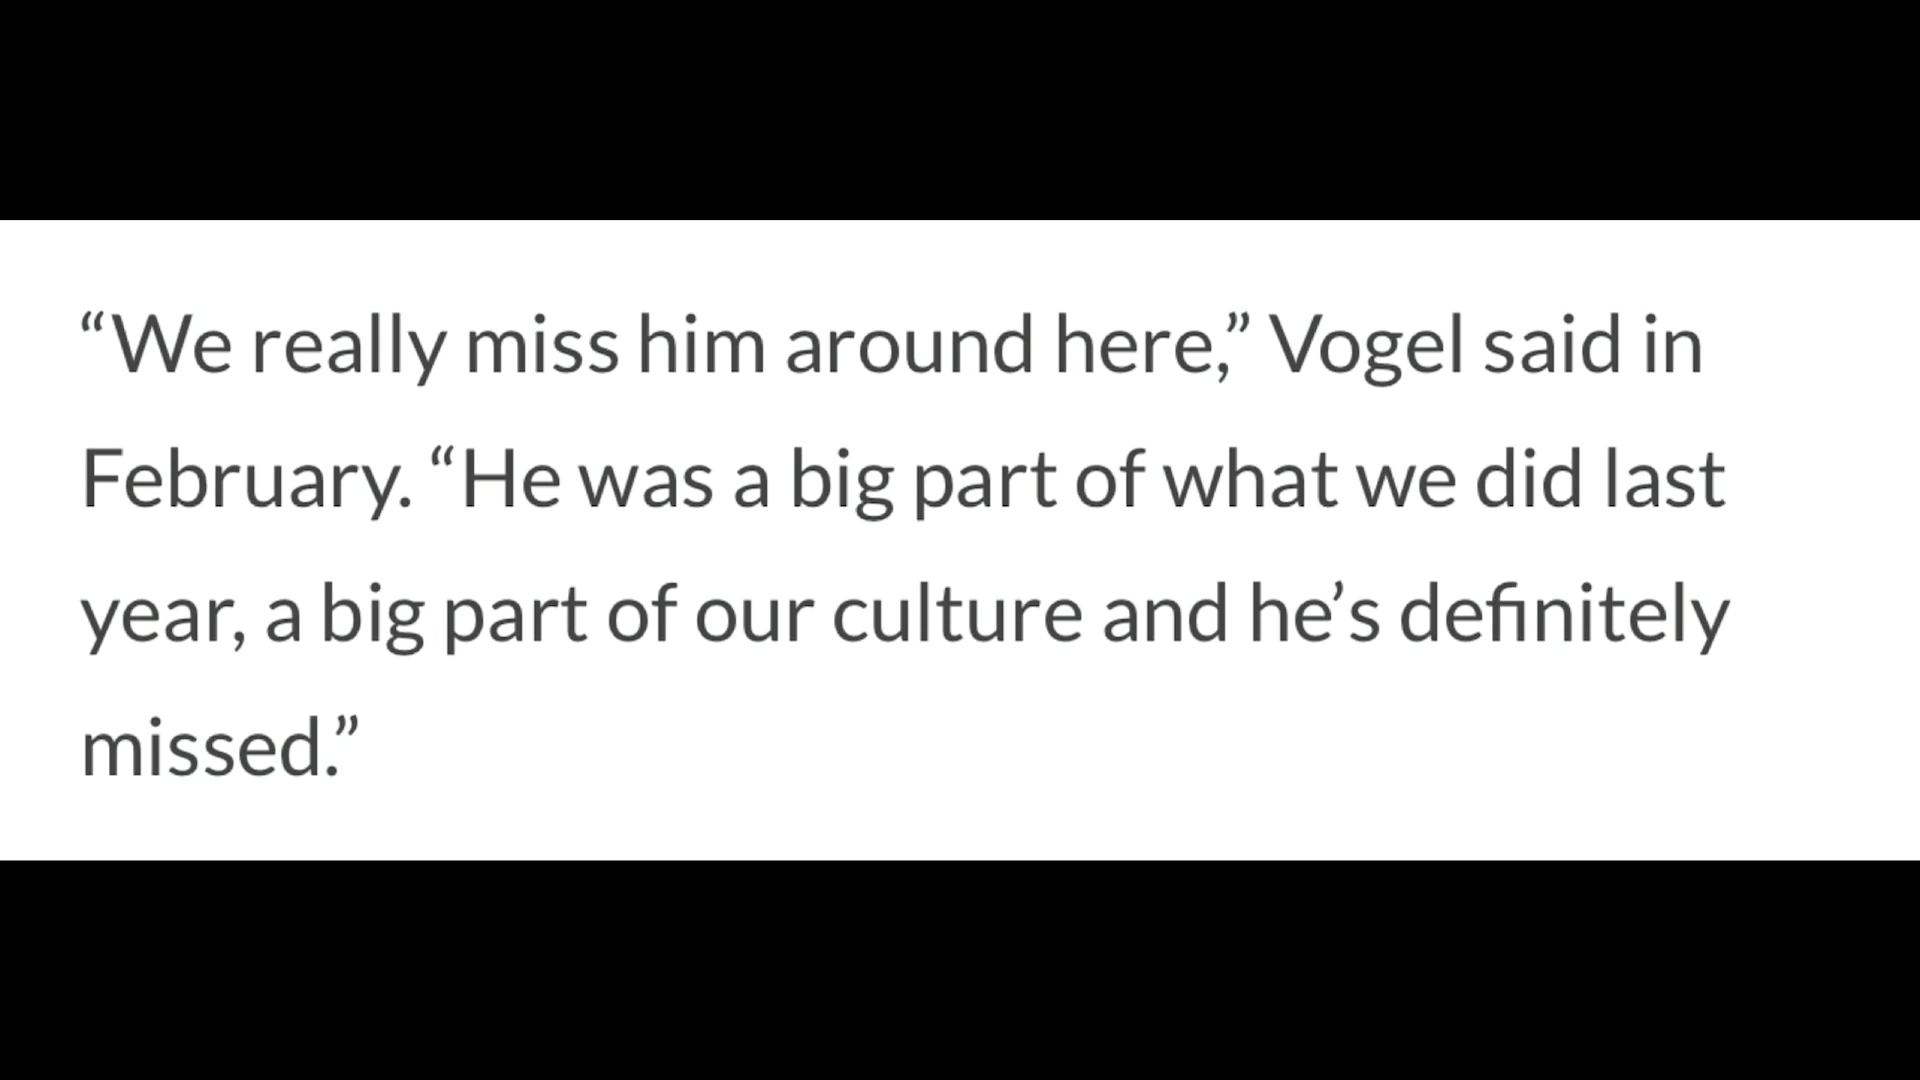 “We really miss him around here,” Vogel said in
February. “He was a big part of what we did last
year, a big part of our culture and he’s definitely
missed.”